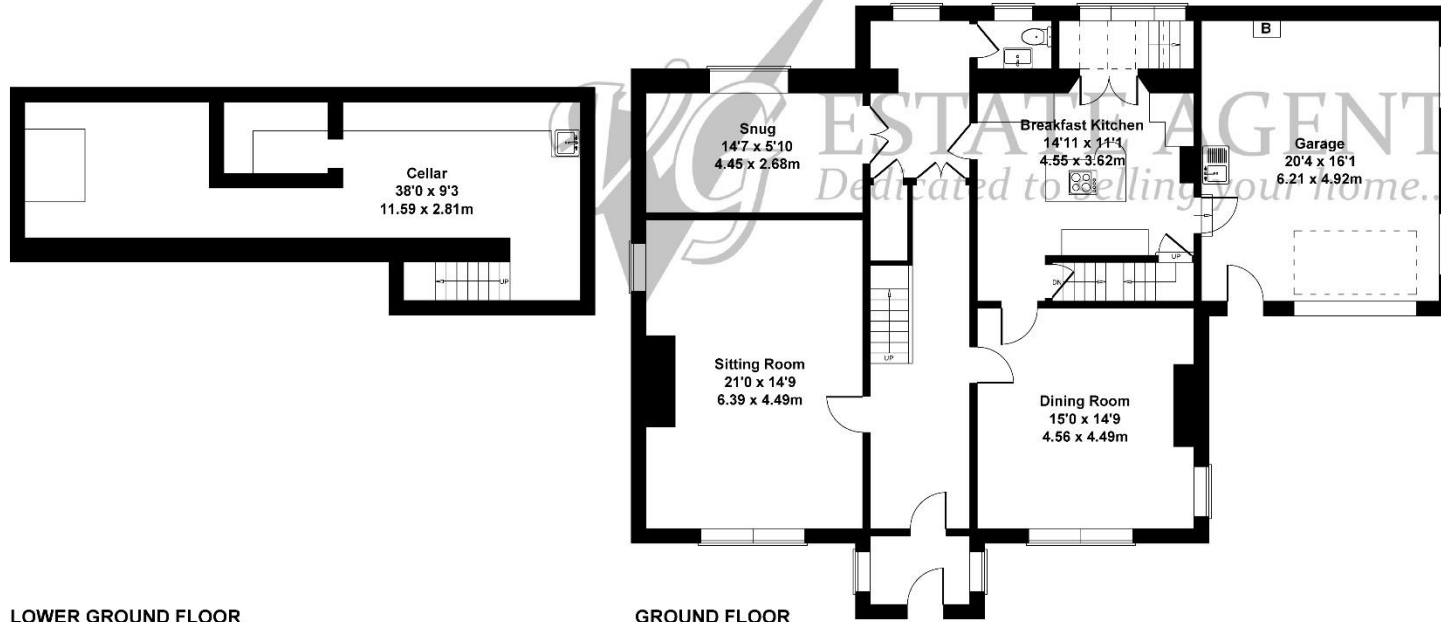 VG ESTATE AGENT
Dedicated to selling your home..
Cellar
38'0 x 9'3
11.59 x 2.81m
UP
Snug
14'7 x 5'10
4.45 x 2.68m
Breakfast Kitchen
14'11 x 11'1
4.55 x 3.62m
B
Garage
20'4 x 16'1
6.21 x 4.92m
UP
DN
UP
Sitting Room
21'0 x 14'9
6.39 x 4.49m
Dining Room
15'0 x 14'9
4.56 x 4.49m
LOWER GROUND FLOOR
GROUND FLOOR